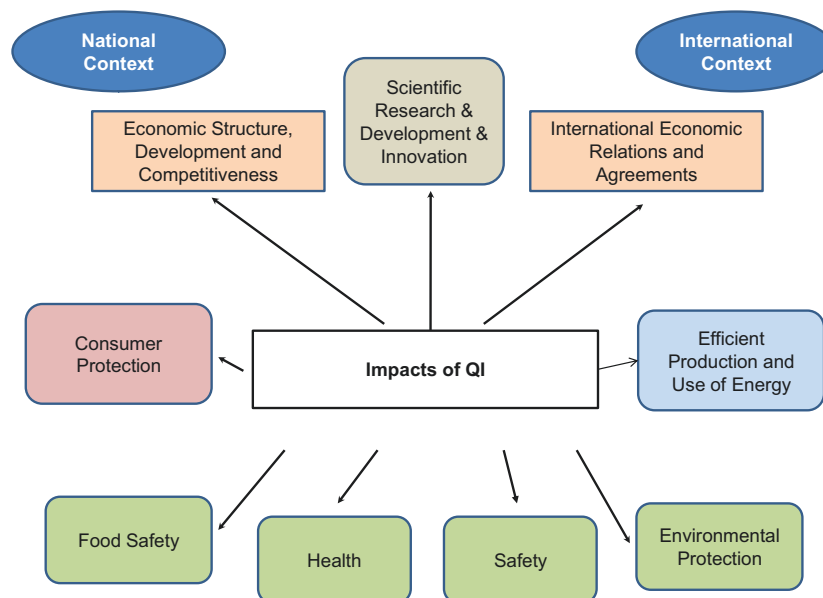 National
Context
International
Context
Scientific
Research &
Development &
Innovation
Economic Structure,
Development and
Competitiveness
International Economic
Relations and
Agreements
Consumer
Protection
Impacts of QI
Efficient
Production and
Use of Energy
Food Safety
Health
Safety
Environmental
Protection